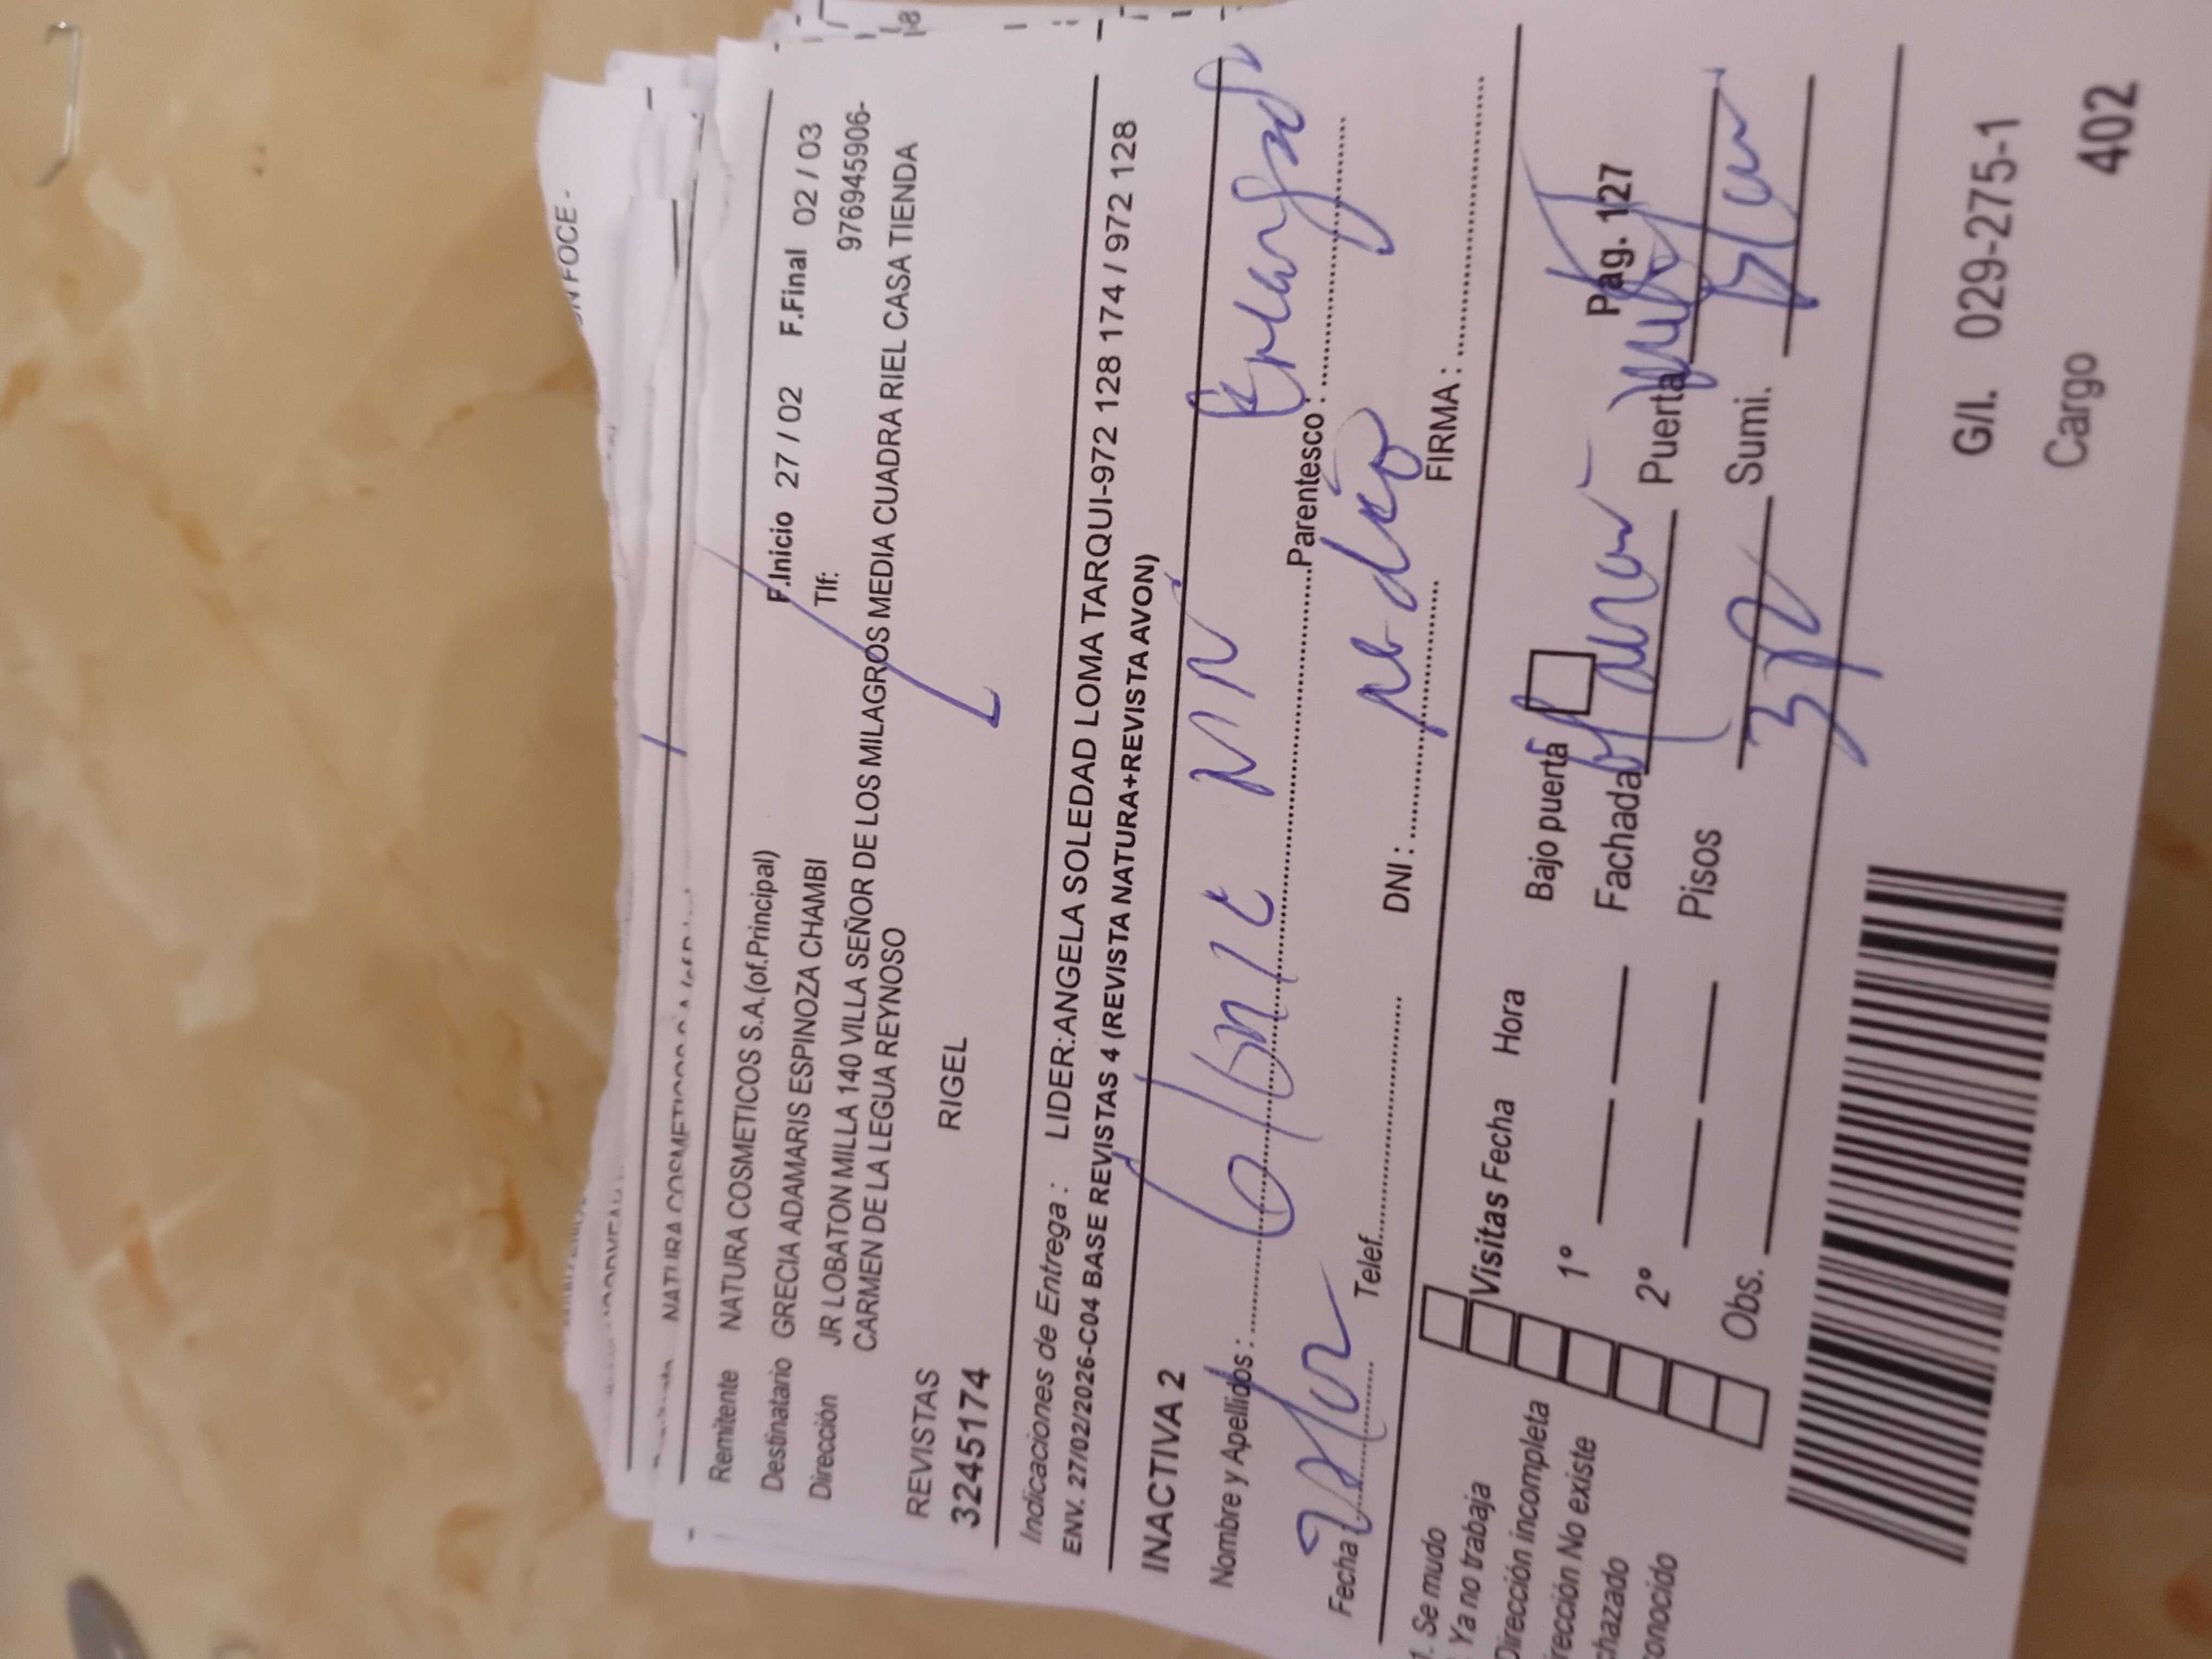 NATURA COSMETICOS S.A.
Remitente NATURA COSMETICOS S.A.(of.Principal)
F.Inicio 27 / 02 F.Final 02 / 03
Destinatario GRECIA ADAMARIS ESPINOZA CHAMBI
Tlf: 976945906-
Dirección JR LOBATON MILLA 140 VILLA SEÑOR DE LOS MILAGROS MEDIA CUADRA RIEL CASA TIENDA
CARMEN DE LA LEGUA REYNOSO
REVISTAS RIGEL
3245174
Indicaciones de Entrega : LIDER:ANGELA SOLEDAD LOMA TARQUI-972 128 174 / 972 128
ENV. 27/02/2026-C04 BASE REVISTAS 4 (REVISTA NATURA+REVISTA AVON)
INACTIVA 2
Nombre y Apellidos : Parentesco :
Fecha Telef. DNI : FIRMA :
1. Se mudo
Ya no trabaja
Dirección incompleta
irección No existe
chazado
conocido
Visitas Fecha Hora Bajo puerta Pág. 127
1° Fachada Puerta
2° Pisos 3P Sumi.
Obs.
G/I. 029-275-1
Cargo 402